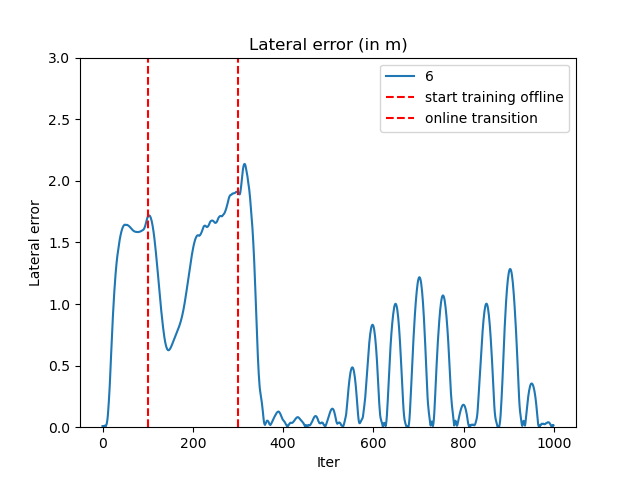 Lateral error (in m)
6
start training offline
online transition
3.0
2.5
2.0
1.5
1.0
0.5
0.0
Lateral error
0
200
400
600
800
1000
Iter